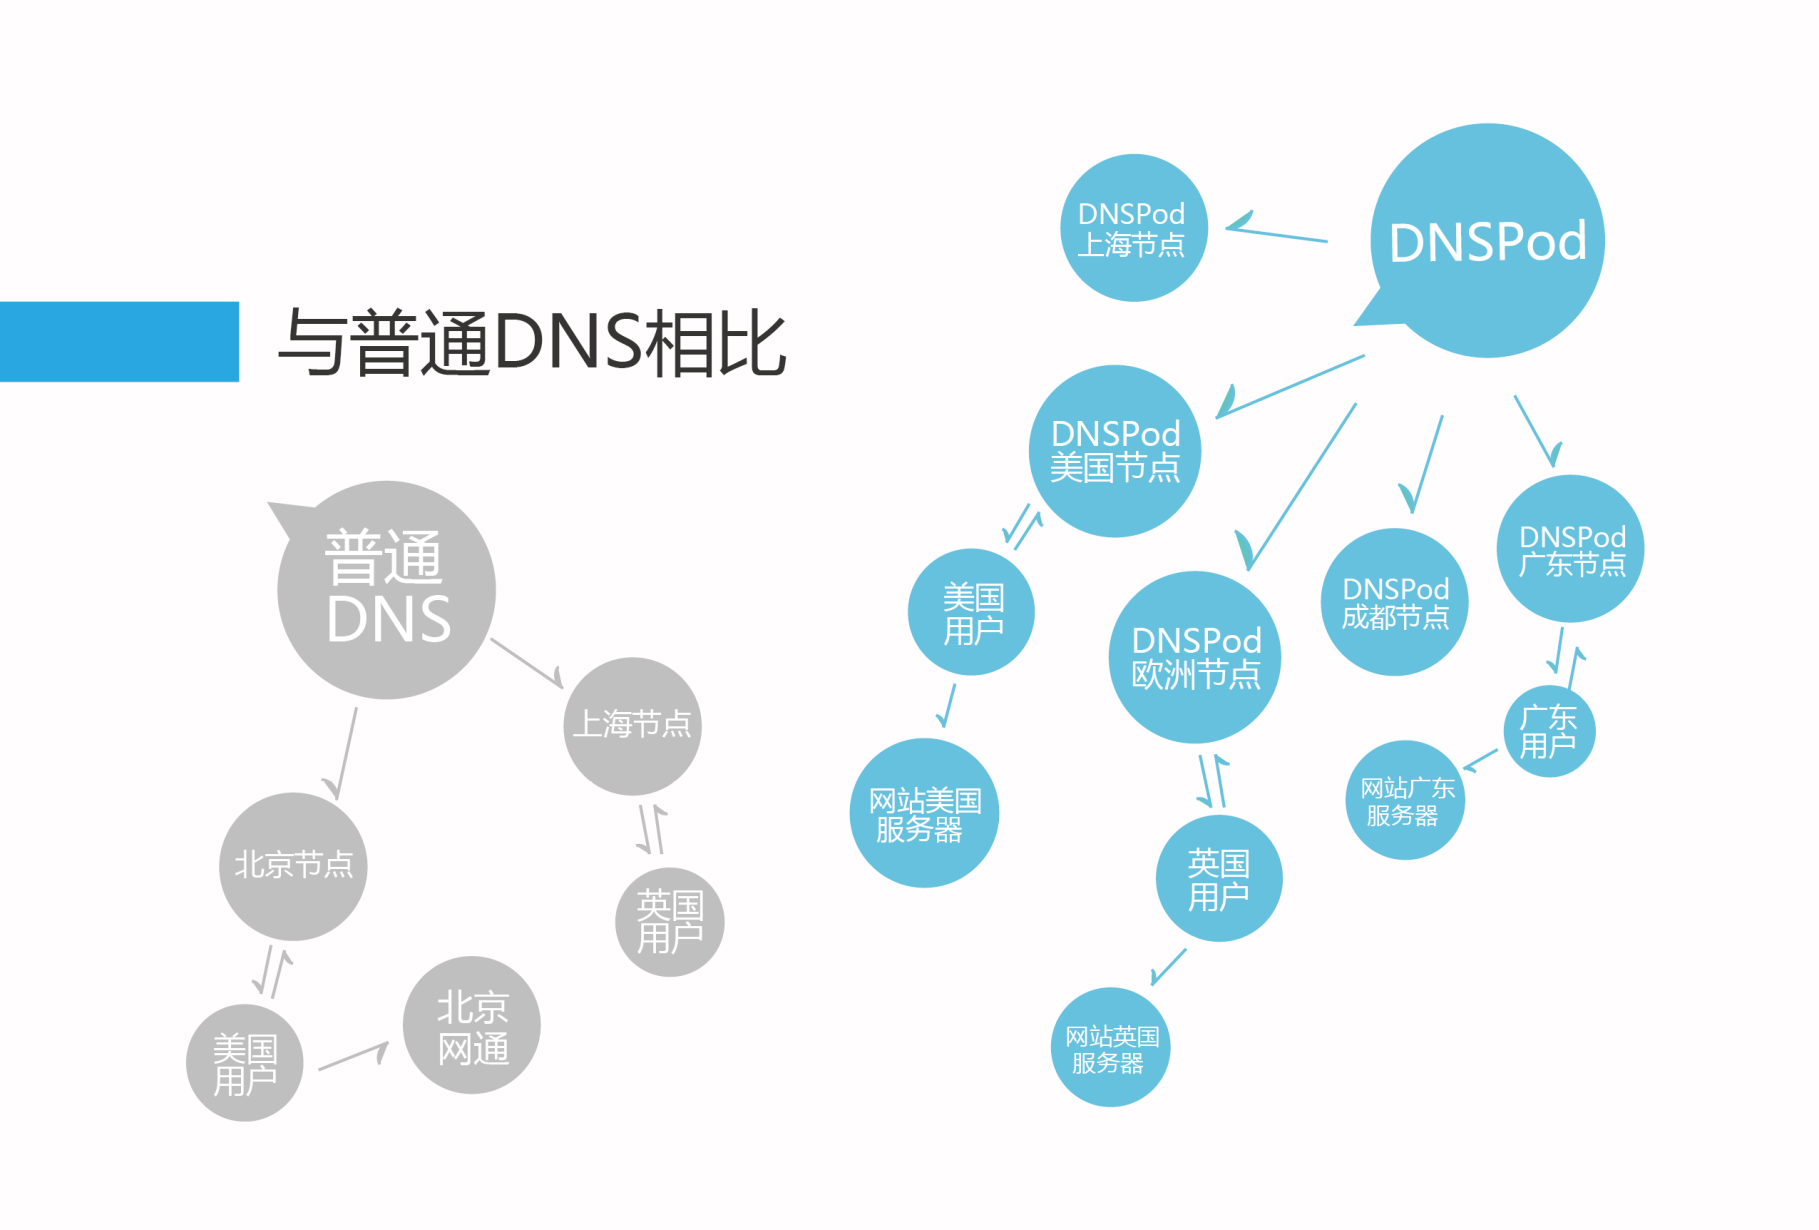 与普通DNS相比
普通
DNS
上海节点
北京节点
英国
用户
北京
网通
美国
用户
DNSPod
DNSPod
上海节点
DNSPod
美国节点
DNSPod
广东节点
DNSPod
成都节点
美国
用户
DNSPod
欧洲节点
广东
用户
网站美国
服务器
网站广东
服务器
英国
用户
网站英国
服务器